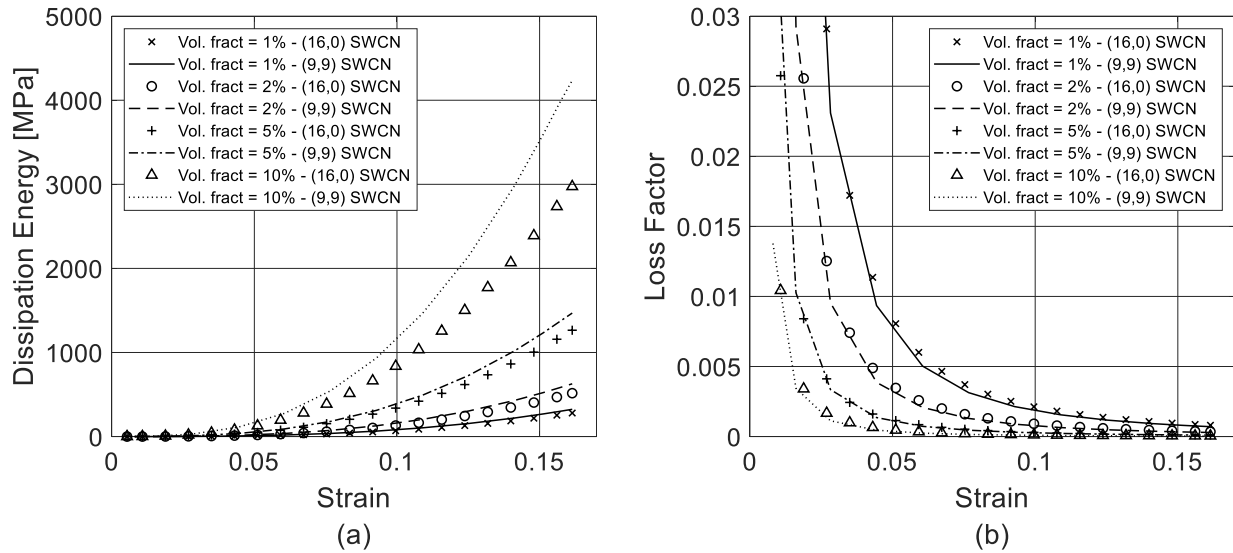 5000
4000
3000
2000
1000
0
Dissipation Energy [MPa]
Vol. fract = 1% - (16,0) SWCN
Vol. fract = 1% - (9,9) SWCN
Vol. fract = 2% - (16,0) SWCN
Vol. fract = 2% - (9,9) SWCN
Vol. fract = 5% - (16,0) SWCN
Vol. fract = 5% - (9,9) SWCN
Vol. fract = 10% - (16,0) SWCN
Vol. fract = 10% - (9,9) SWCN
0 0.05 0.1 0.15
Strain
(a)
0.03
0.025
0.02
0.015
0.01
0.005
0
Loss Factor
Vol. fract = 1% - (16,0) SWCN
Vol. fract = 1% - (9,9) SWCN
Vol. fract = 2% - (16,0) SWCN
Vol. fract = 2% - (9,9) SWCN
Vol. fract = 5% - (16,0) SWCN
Vol. fract = 5% - (9,9) SWCN
Vol. fract = 10% - (16,0) SWCN
Vol. fract = 10% - (9,9) SWCN
0 0.05 0.1 0.15
Strain
(b)